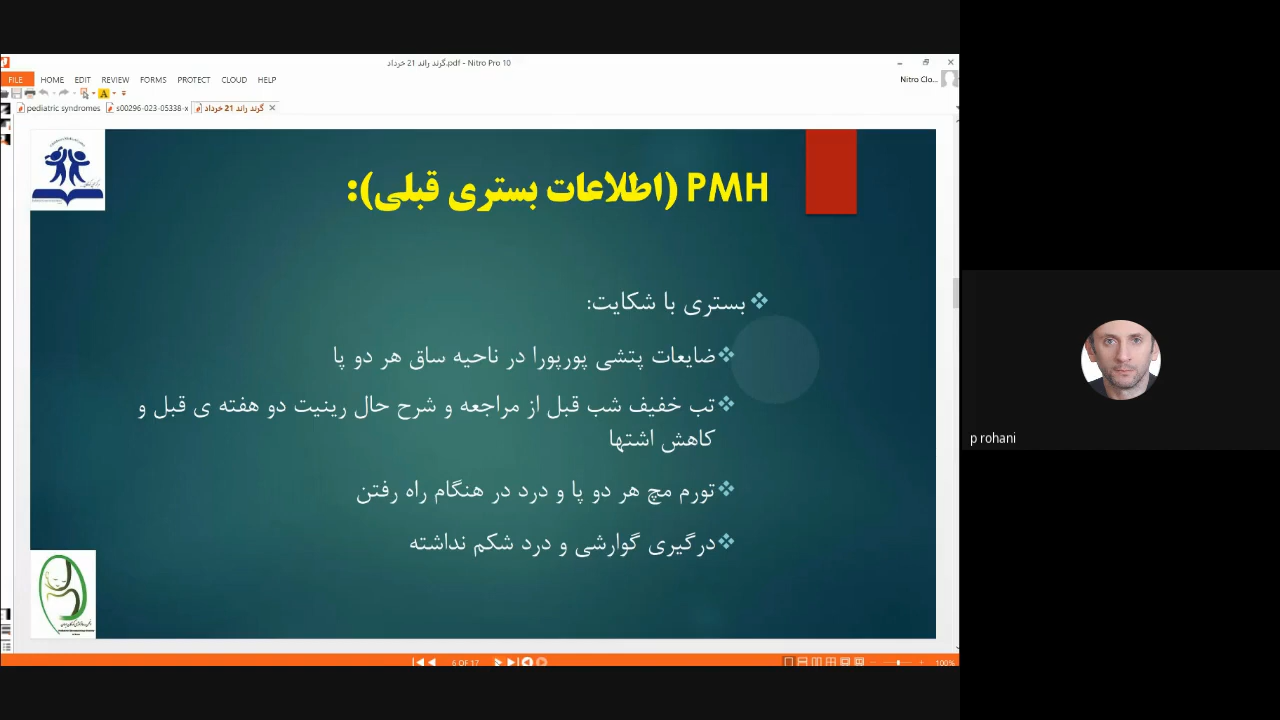 گرند راند 21 خرداد.pdf - Nitro Pro 10
FILE HOME EDIT REVIEW FORMS PROTECT CLOUD HELP
Nitro Clo...
pediatric syndromes s00296-023-05338-x گرند راند 21 خرداد
PMH (اطلاعات بستری قبلی):
بستری با شکایت:
ضایعات پتشی پورپورا در ناحیه ساق هر دو پا
تب خفیف شب قبل از مراجعه و شرح حال رینیت دو هفته ی قبل و
کاهش اشتها
تورم مچ هر دو پا و درد در هنگام راه رفتن
درگیری گوارشی و درد شکم نداشته
p rohani
6 OF 17
100%